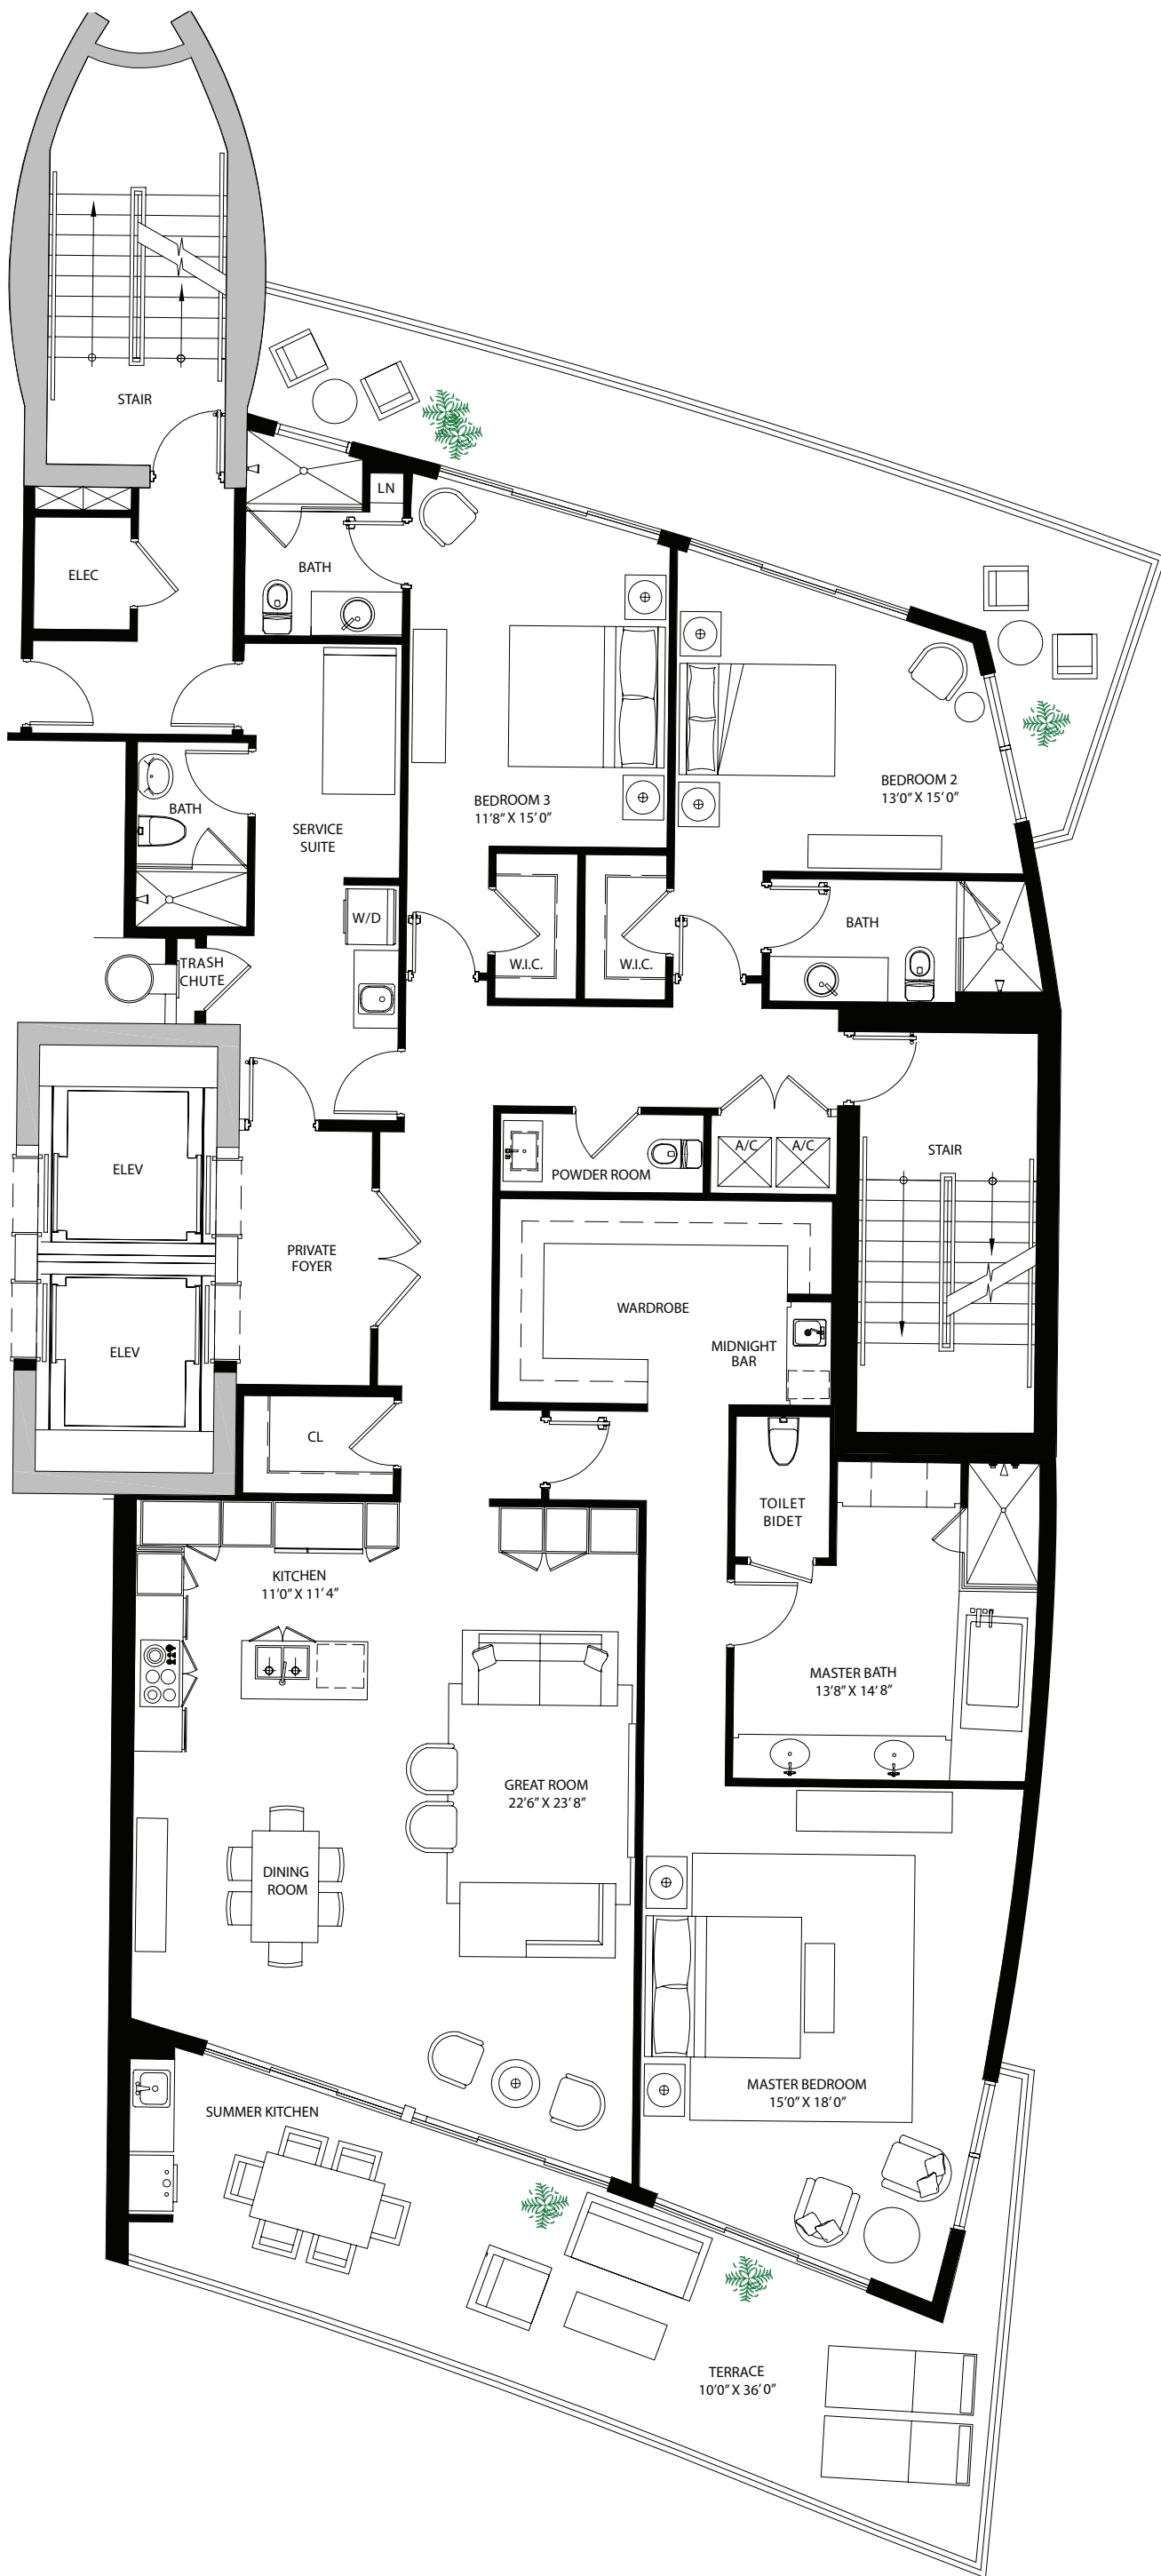 STAIR
LN
ELEC
BATH
BEDROOM 2
13'0" X 15'0"
BEDROOM 3
11'8" X 15'0"
BATH
SERVICE
SUITE
W/D
BATH
W.I.C.
W.I.C.
TRASH
CHUTE
A/C
A/C
STAIR
ELEV
POWDER ROOM
PRIVATE
FOYER
WARDROBE
MIDNIGHT
BAR
ELEV
CL
TOILET
BIDET
KITCHEN
11'0" X 11'4"
MASTER BATH
13'8" X 14'8"
GREAT ROOM
22'6" X 23'8"
DINING
ROOM
MASTER BEDROOM
15'0" X 18'0"
SUMMER KITCHEN
TERRACE
10'0" X 36'0"